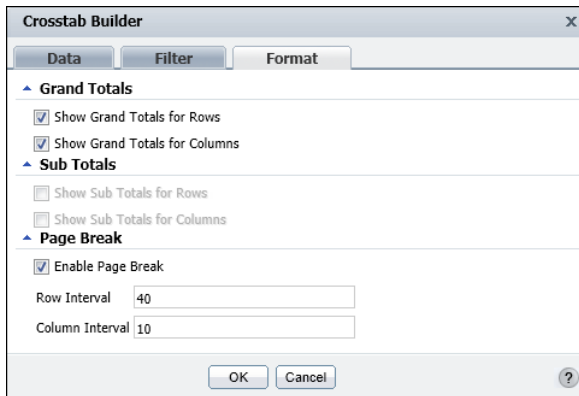 Crosstab Builder x
Data Filter Format
Grand Totals
Show Grand Totals for Rows
Show Grand Totals for Columns
Sub Totals
Show Sub Totals for Rows
Show Sub Totals for Columns
Page Break
Enable Page Break
Row Interval 40
Column Interval 10
OK Cancel ?